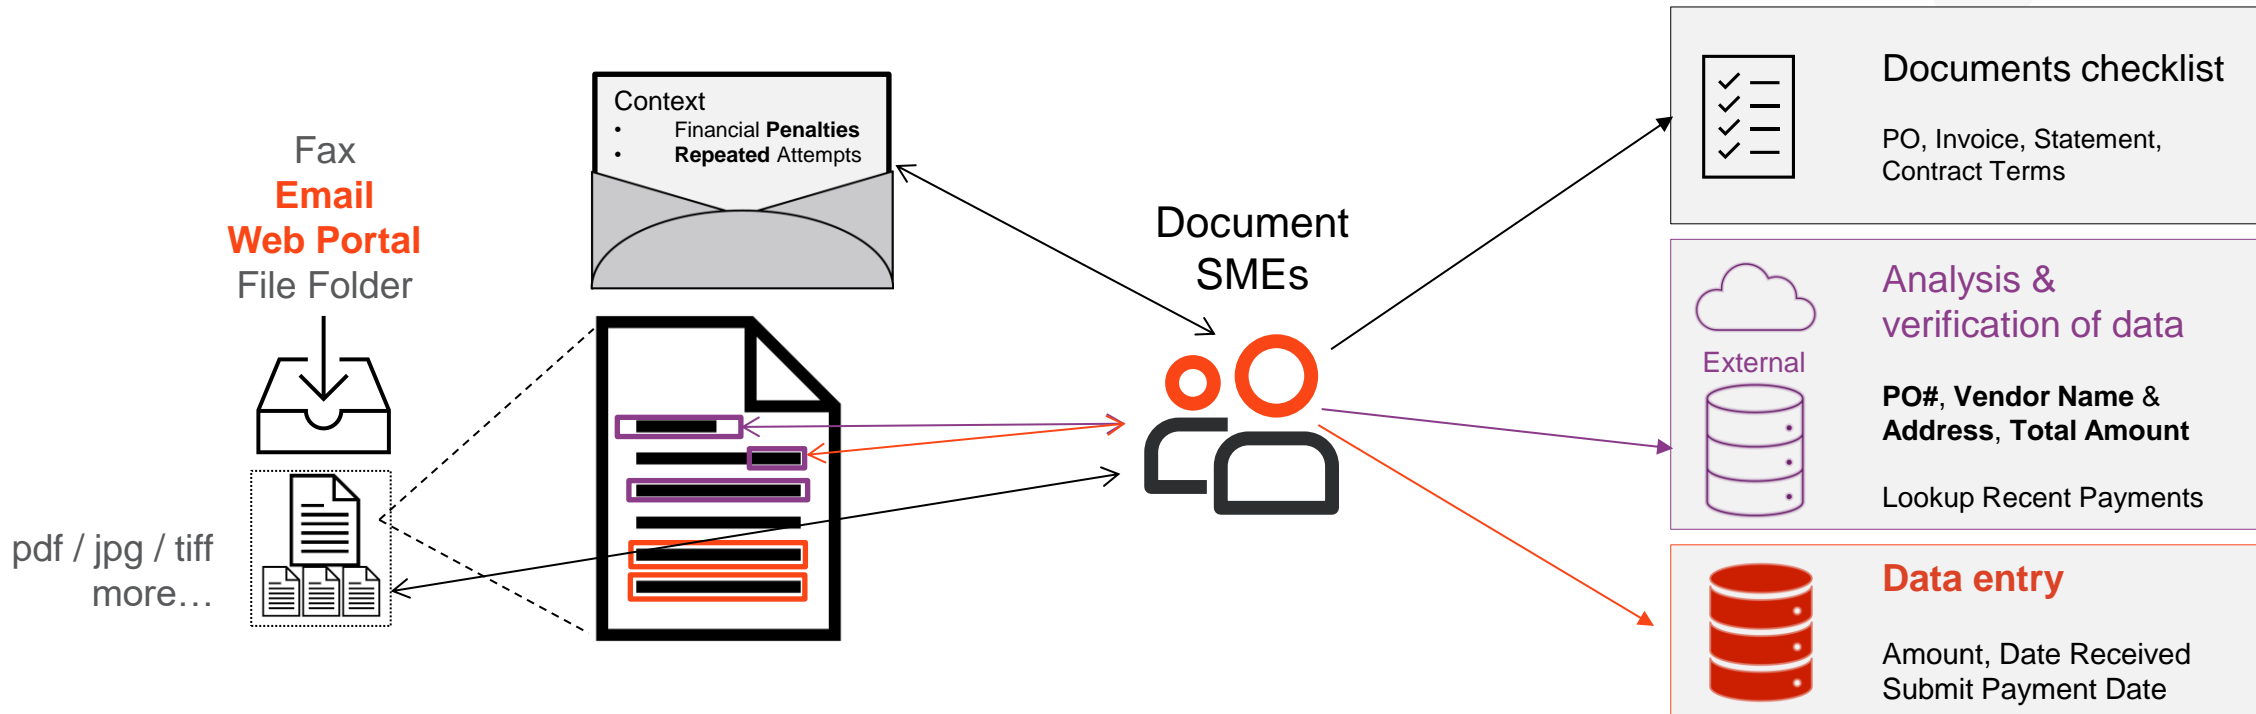 Fax
Email
Web Portal
File Folder
pdf / jpg / tiff
more…
Context
• Financial Penalties
• Repeated Attempts
Document
SMEs
Documents checklist
PO, Invoice, Statement,
Contract Terms
External
Analysis &
verification of data
PO#, Vendor Name &
Address, Total Amount
Lookup Recent Payments
Data entry
Amount, Date Received
Submit Payment Date